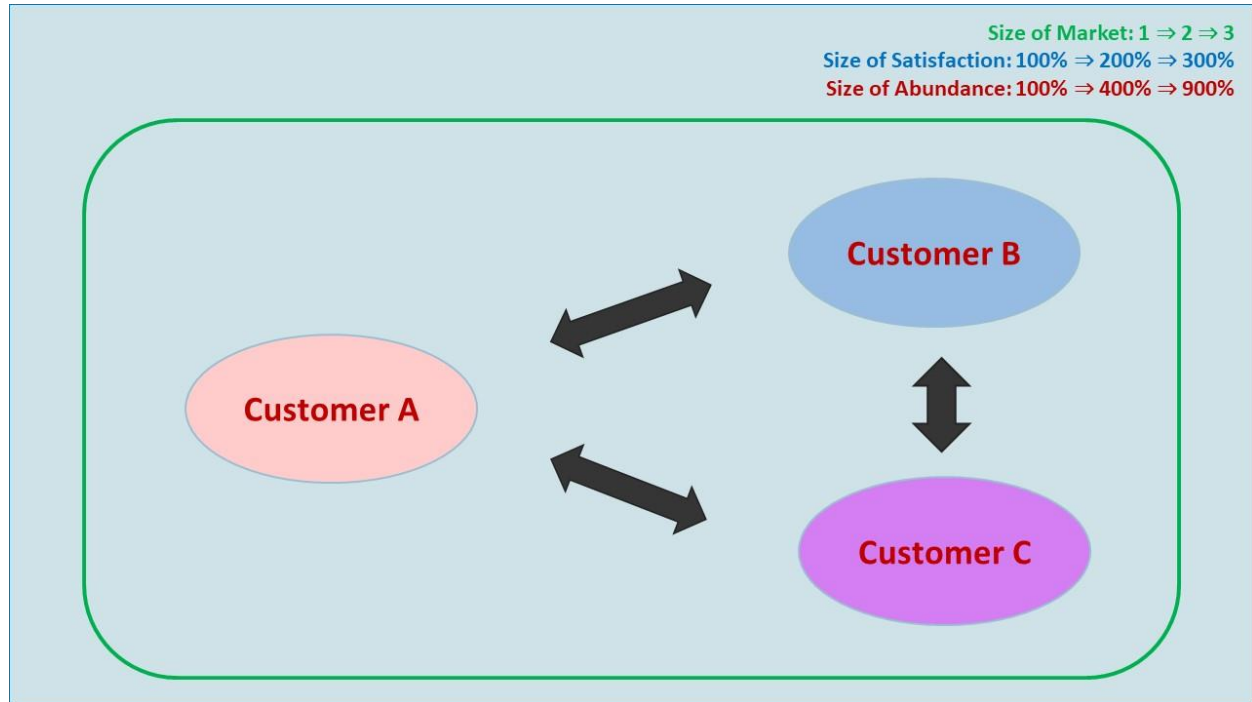 Size of Market: 1 ⇒ 2 ⇒ 3
Size of Satisfaction: 100% ⇒ 200% ⇒ 300%
Size of Abundance: 100% ⇒ 400% ⇒ 900%
Customer B
Customer A
Customer C